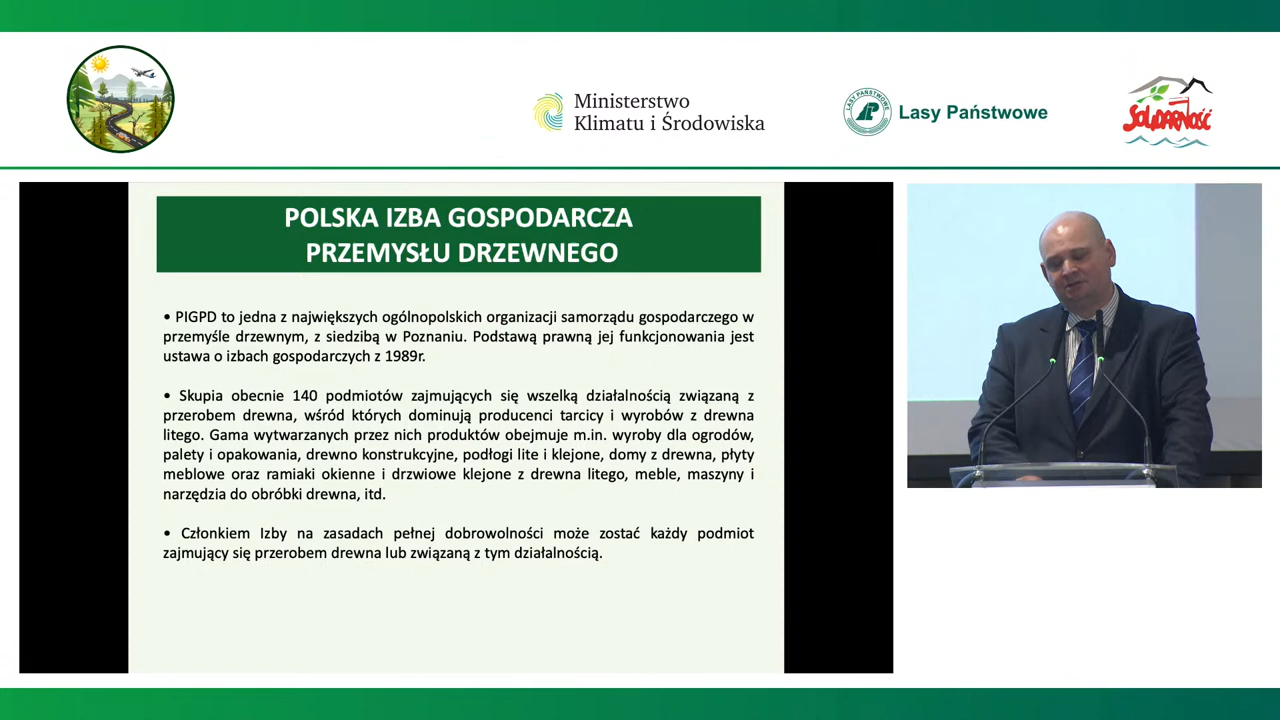 Ministerstwo
Klimatu i Środowiska
LASY PAŃSTWOWE
Lasy Państwowe
SOLIDARNOŚĆ
POLSKA IZBA GOSPODARCZA
PRZEMYSŁU DRZEWNEGO
• PIGPD to jedna z największych ogólnopolskich organizacji samorządu gospodarczego w
przemyśle drzewnym, z siedzibą w Poznaniu. Podstawą prawną jej funkcjonowania jest
ustawa o izbach gospodarczych z 1989r.
• Skupia obecnie 140 podmiotów zajmujących się wszelką działalnością związaną z
przerobem drewna, wśród których dominują producenci tarcicy i wyrobów z drewna
litego. Gama wytwarzanych przez nich produktów obejmuje m.in. wyroby dla ogrodów,
palety i opakowania, drewno konstrukcyjne, podłogi lite i klejone, domy z drewna, płyty
meblowe oraz ramiaki okienne i drzwiowe klejone z drewna litego, meble, maszyny i
narzędzia do obróbki drewna, itd.
• Członkiem Izby na zasadach pełnej dobrowolności może zostać każdy podmiot
zajmujący się przerobem drewna lub związaną z tym działalnością.